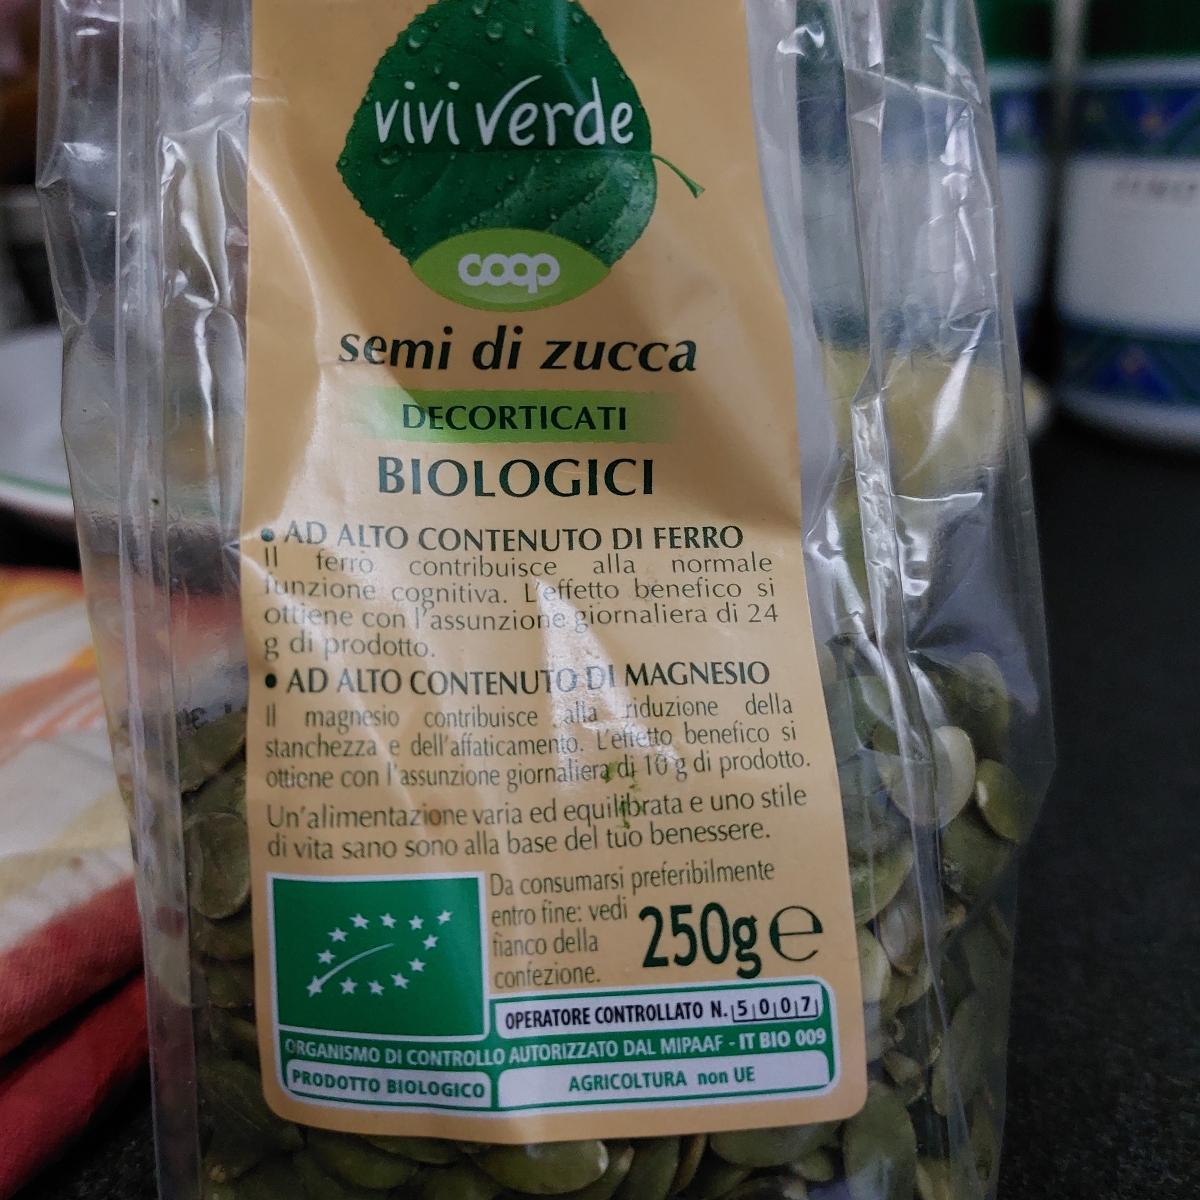 vivi verde
coop
semi di zucca
DECORTICATI
BIOLOGICI
• AD ALTO CONTENUTO DI FERRO
Il ferro contribuisce alla normale
funzione cognitiva. L'effetto benefico si
ottiene con l'assunzione giornaliera di 24
g di prodotto.
• AD ALTO CONTENUTO DI MAGNESIO
Il magnesio contribuisce alla riduzione della
stanchezza e dell'affaticamento. L'effetto benefico si
ottiene con l'assunzione giornaliera di 10 g di prodotto.
Un'alimentazione varia ed equilibrata e uno stile
di vita sano sono alla base del tuo benessere.
Da consumarsi preferibilmente
entro fine: vedi
fianco della
confezione.
250g e
OPERATORE CONTROLLATO N. |5|0|0|7|
ORGANISMO DI CONTROLLO AUTORIZZATO DAL MIPAAF - IT BIO 009
PRODOTTO BIOLOGICO
AGRICOLTURA non UE